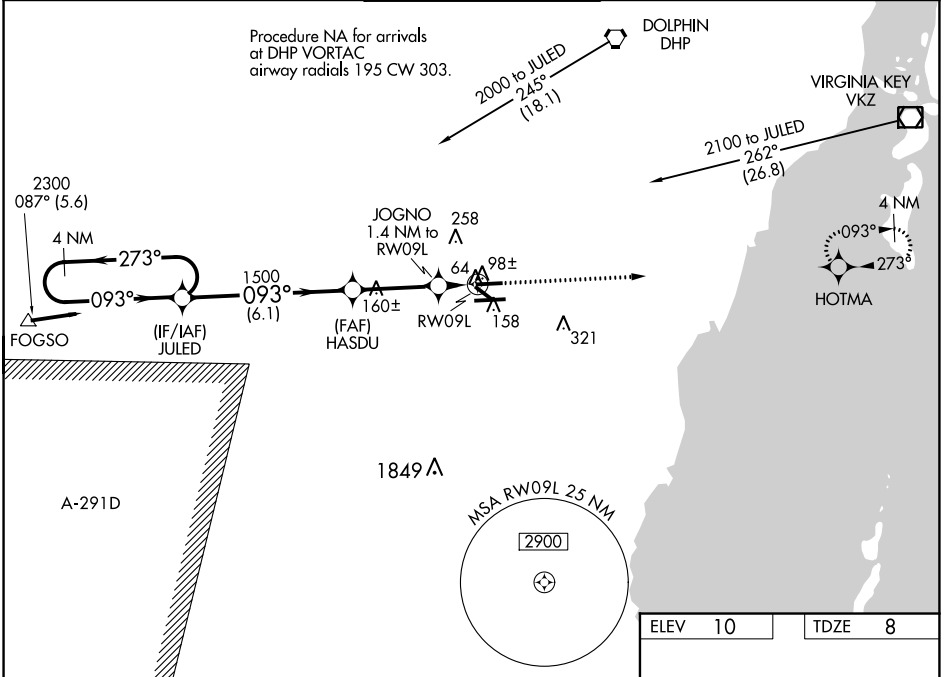 Procedure NA for arrivals
at DHP VORTAC
airway radials 195 CW 303.
DOLPHIN
DHP
2000 to JULED
245°
(18.1)
VIRGINIA KEY
VKZ
2100 to JULED
262°
(26.8)
2300
087° (5.6)
4 NM
273°
093°
FOGSO
(IF/IAF)
JULED
1500
093°
(6.1)
(FAF)
HASDU
160±
JOGNO
1.4 NM to
RW09L
258
64
98±
RW09L
158
321
4 NM
093°
273°
HOTMA
A-291D
1849
MSA RW09L 25 NM
2900
ELEV 10
TDZE 8